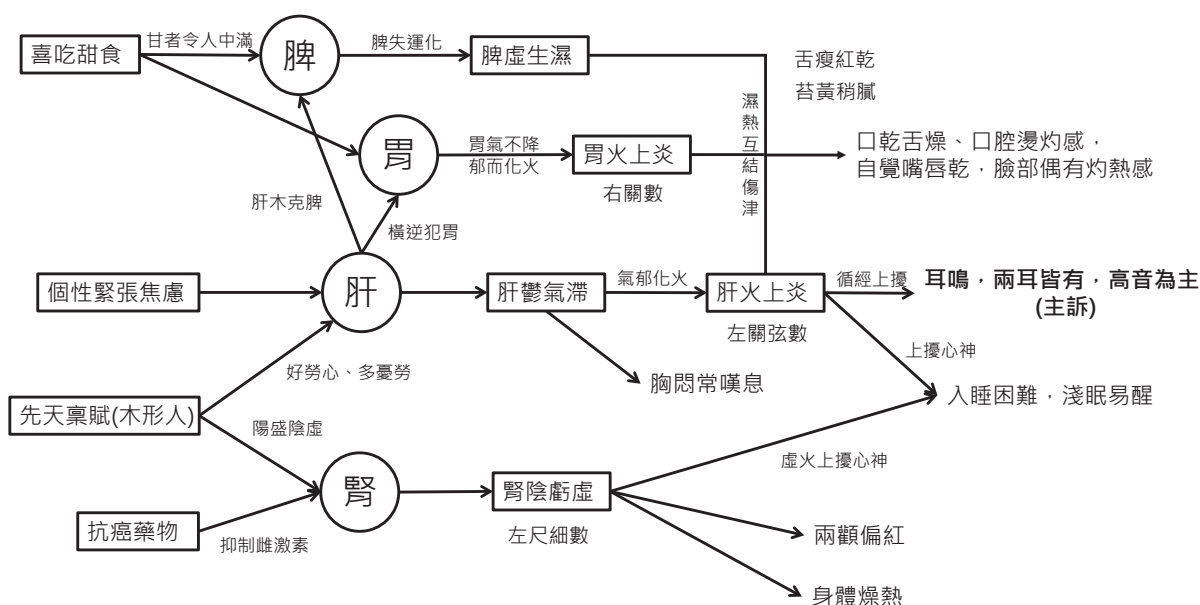 喜吃甜食
甘者令人中滿
脾
脾失運化
脾虛生濕
舌瘦紅乾
苔黃稍膩
濕熱互結傷津
胃
胃氣不降
郁而化火
胃火上炎
右關數
口乾舌燥、口腔燙灼感，
自覺嘴唇乾，臉部偶有灼熱感
肝木克脾
橫逆犯胃
個性緊張焦慮
肝
肝鬱氣滯
氣郁化火
肝火上炎
左關弦數
循經上擾
耳鳴，兩耳皆有，高音為主
(主訴)
好勞心、多憂勞
胸悶常嘆息
上擾心神
入睡困難，淺眠易醒
先天稟賦(木形人)
陽盛陰虛
腎
腎陰虧虛
左尺細數
虛火上擾心神
抗癌藥物
抑制雌激素
兩顴偏紅
身體燥熱